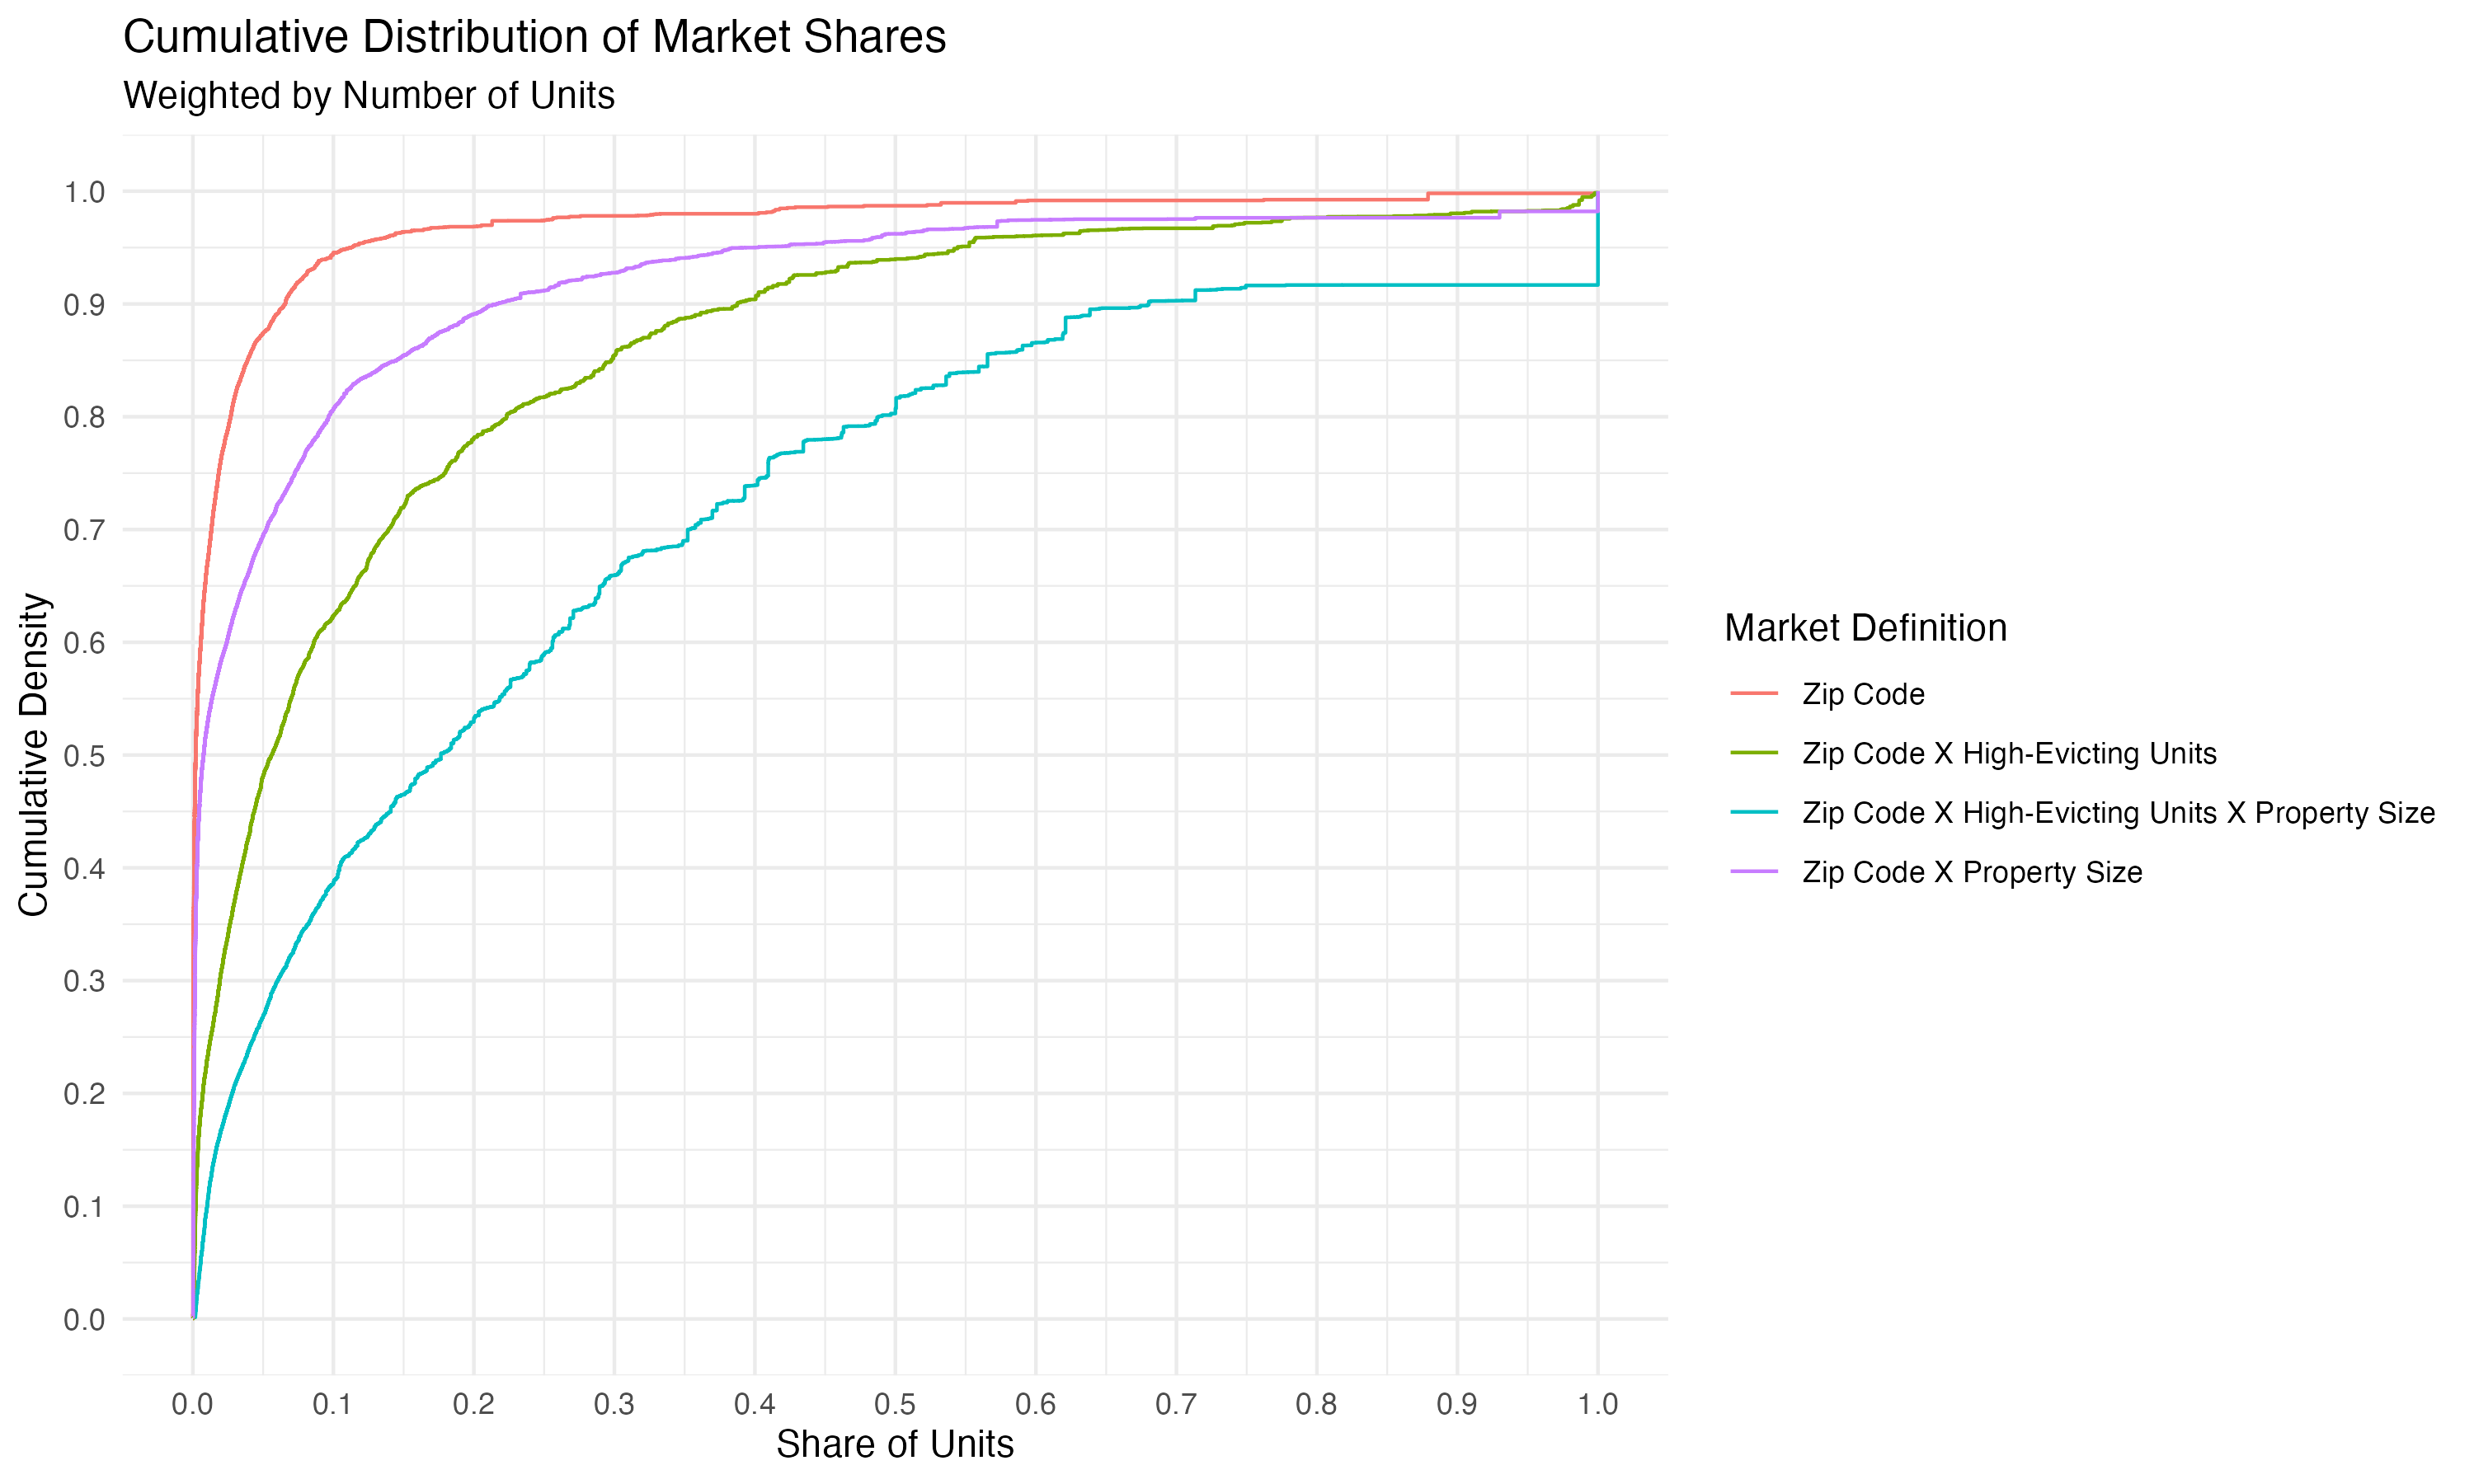 Cumulative Distribution of Market Shares
Weighted by Number of Units
Cumulative Density
1.0
0.9
0.8
0.7
0.6
0.5
0.4
0.3
0.2
0.1
0.0
0.0 0.1 0.2 0.3 0.4 0.5 0.6 0.7 0.8 0.9 1.0
Share of Units
Market Definition
Zip Code
Zip Code X High-Evicting Units
Zip Code X High-Evicting Units X Property Size
Zip Code X Property Size